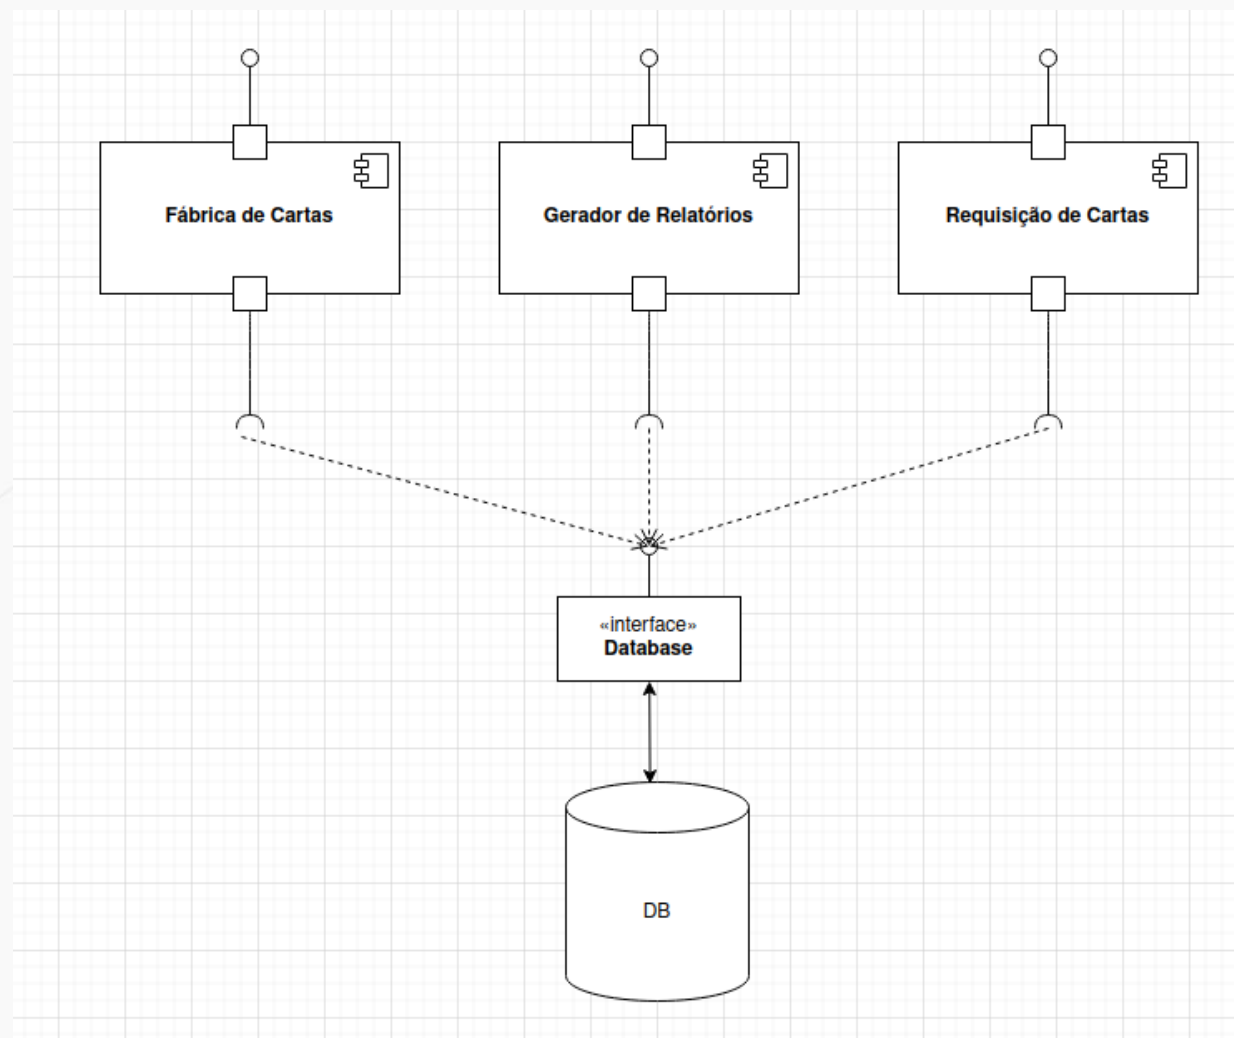 Fábrica de Cartas
Gerador de Relatórios
Requisição de Cartas
«interface»
Database
DB